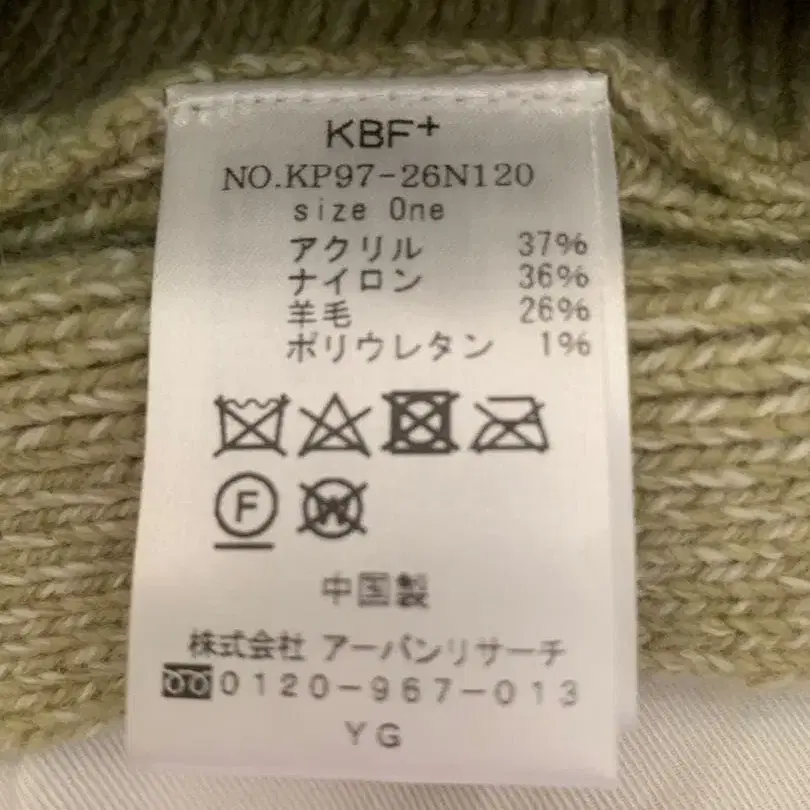 KBF+
NO.KP97-26N120
size One
アクリル 37%
ナイロン 36%
羊毛 26%
ポリウレタン 1%
F W
中国製
株式会社 アーバンリサーチ
0120-967-013
YG